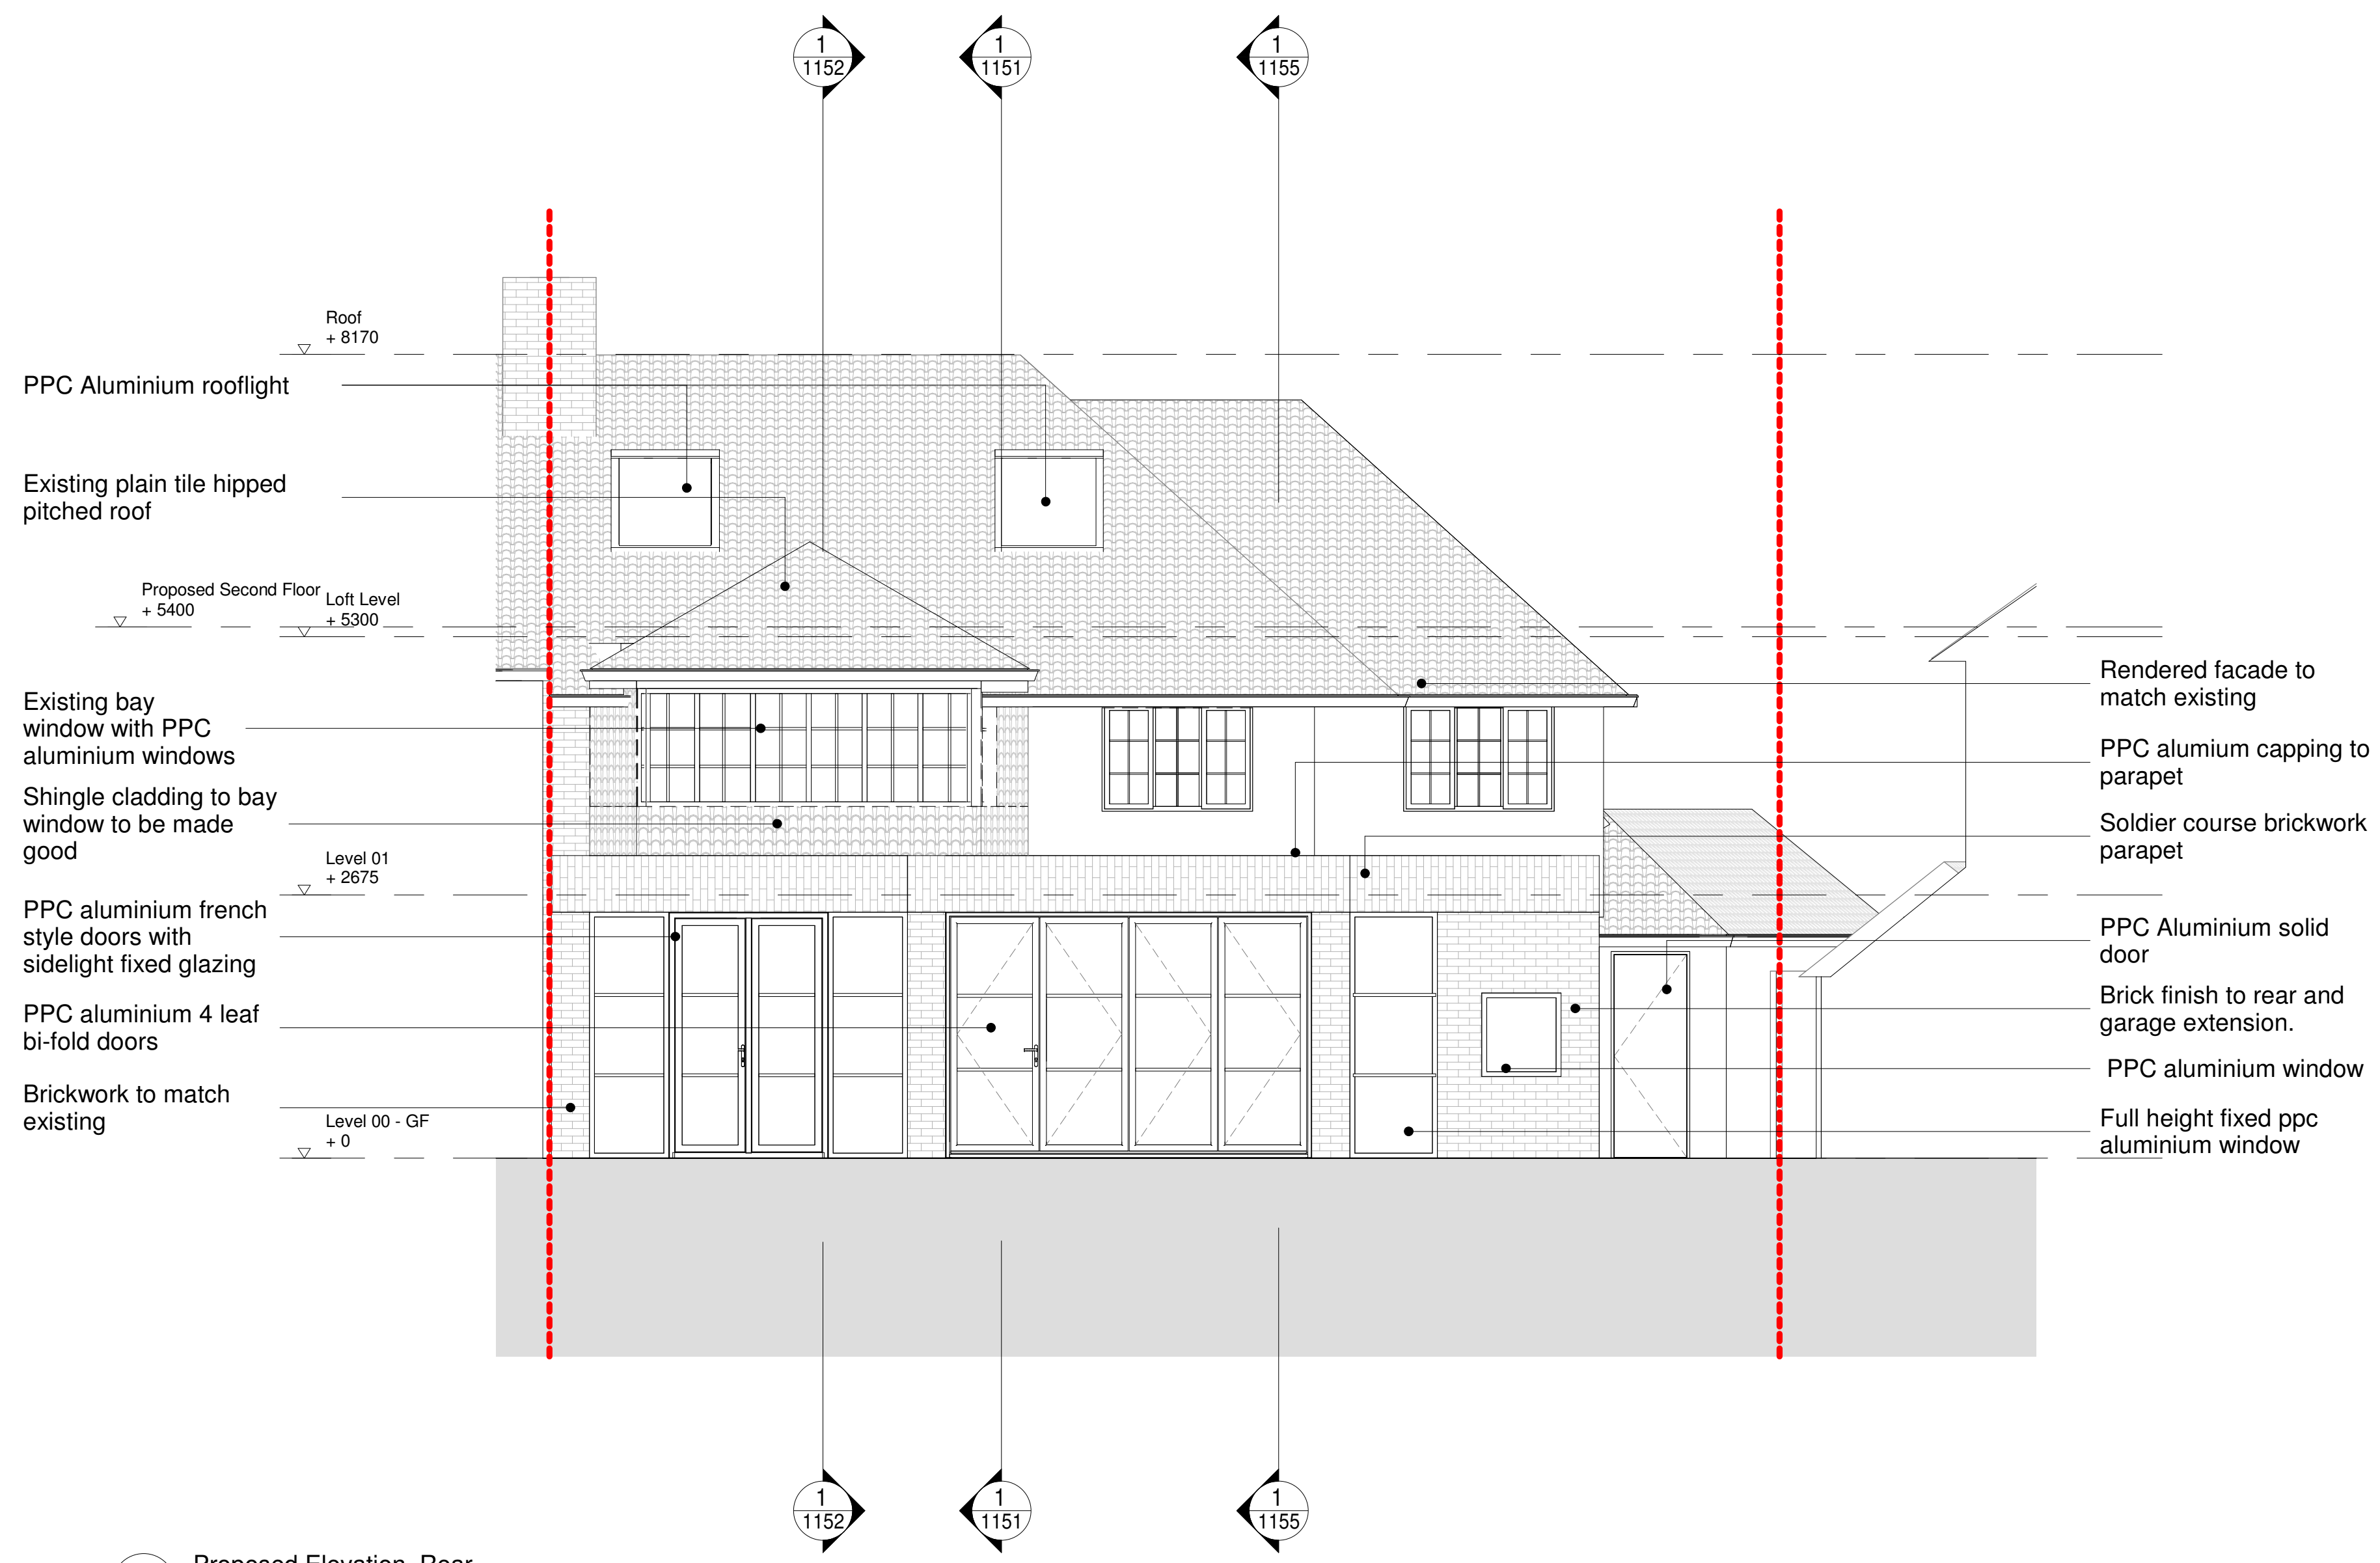 1
1152
1
1151
1
1155
Roof
+ 8170
PPC Aluminium rooflight
Existing plain tile hipped
pitched roof
Proposed Second Floor
+ 5400
Loft Level
+ 5300
Existing bay
window with PPC
aluminium windows
Shingle cladding to bay
window to be made
good
Level 01
+ 2675
PPC aluminium french
style doors with
sidelight fixed glazing
PPC aluminium 4 leaf
bi-fold doors
Brickwork to match
existing
Level 00 - GF
+ 0
Rendered facade to
match existing
PPC alumium capping to
parapet
Soldier course brickwork
parapet
PPC Aluminium solid
door
Brick finish to rear and
garage extension.
PPC aluminium window
Full height fixed ppc
aluminium window
1
1152
1
1151
1
1155
Proposed Elevation Rear